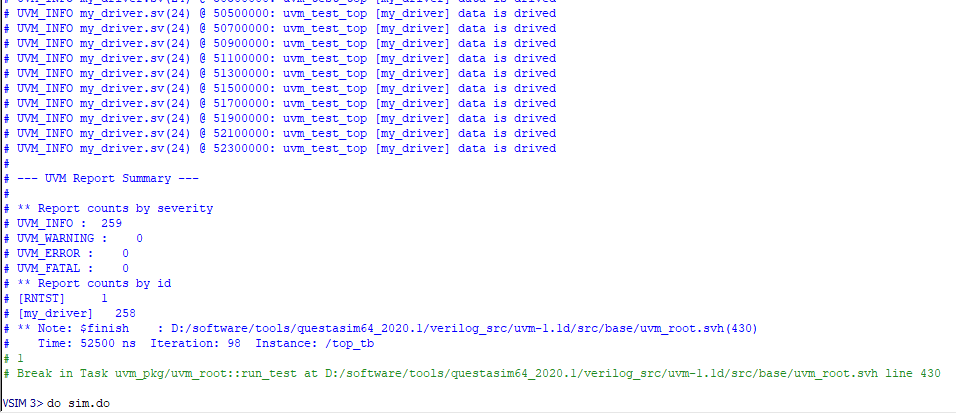 # UVM_INFO my_driver.sv(24) @ 50500000: uvm_test_top [my_driver] data is drived
# UVM_INFO my_driver.sv(24) @ 50700000: uvm_test_top [my_driver] data is drived
# UVM_INFO my_driver.sv(24) @ 50900000: uvm_test_top [my_driver] data is drived
# UVM_INFO my_driver.sv(24) @ 51100000: uvm_test_top [my_driver] data is drived
# UVM_INFO my_driver.sv(24) @ 51300000: uvm_test_top [my_driver] data is drived
# UVM_INFO my_driver.sv(24) @ 51500000: uvm_test_top [my_driver] data is drived
# UVM_INFO my_driver.sv(24) @ 51700000: uvm_test_top [my_driver] data is drived
# UVM_INFO my_driver.sv(24) @ 51900000: uvm_test_top [my_driver] data is drived
# UVM_INFO my_driver.sv(24) @ 52100000: uvm_test_top [my_driver] data is drived
# UVM_INFO my_driver.sv(24) @ 52300000: uvm_test_top [my_driver] data is drived
#
# --- UVM Report Summary ---
#
# ** Report counts by severity
# UVM_INFO :  259
# UVM_WARNING :    0
# UVM_ERROR :    0
# UVM_FATAL :    0
# ** Report counts by id
# [RNTST]     1
# [my_driver]   258
# ** Note: $finish    : D:/software/tools/questasim64_2020.1/verilog_src/uvm-1.1d/src/base/uvm_root.svh(430)
#    Time: 52500 ns  Iteration: 98  Instance: /top_tb
# 1
# Break in Task uvm_pkg/uvm_root::run_test at D:/software/tools/questasim64_2020.1/verilog_src/uvm-1.1d/src/base/uvm_root.svh line 430
VSIM 3> do sim.do